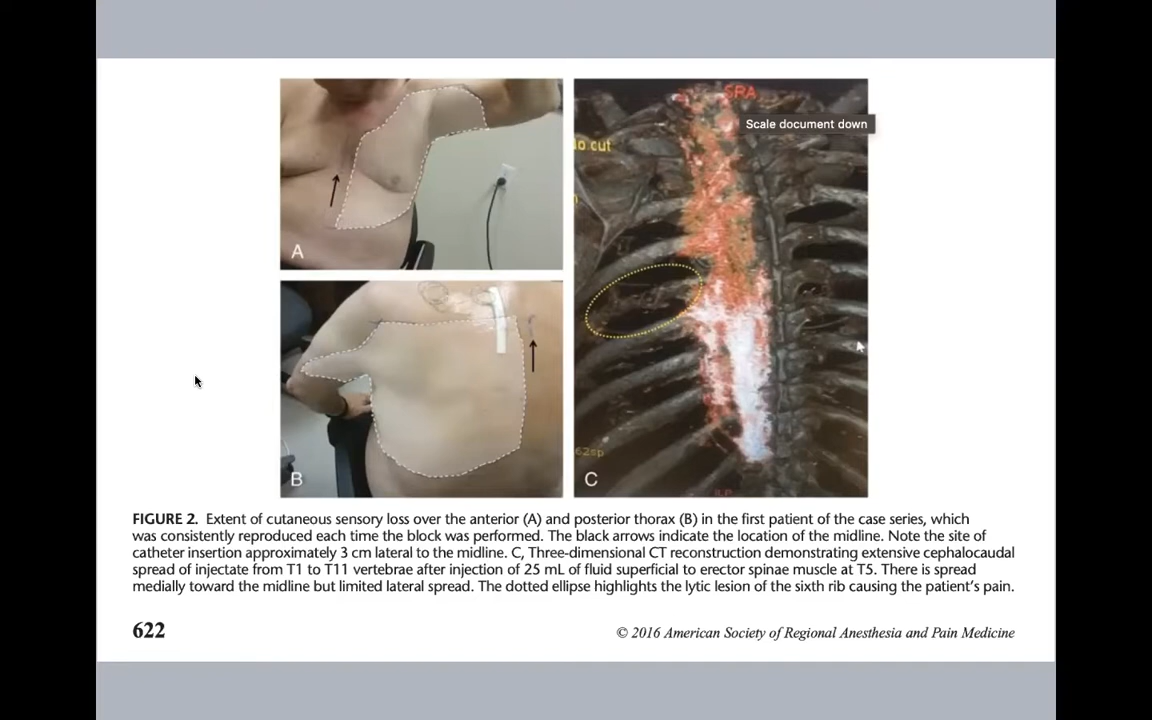 SRA
Scale document down
lo cut
A
62sp
B
C
FIGURE 2. Extent of cutaneous sensory loss over the anterior (A) and posterior thorax (B) in the first patient of the case series, which
was consistently reproduced each time the block was performed. The black arrows indicate the location of the midline. Note the site of
catheter insertion approximately 3 cm lateral to the midline. C, Three-dimensional CT reconstruction demonstrating extensive cephalocaudal
spread of injectate from T1 to T11 vertebrae after injection of 25 mL of fluid superficial to erector spinae muscle at T5. There is spread
medially toward the midline but limited lateral spread. The dotted ellipse highlights the lytic lesion of the sixth rib causing the patient's pain.
622
© 2016 American Society of Regional Anesthesia and Pain Medicine